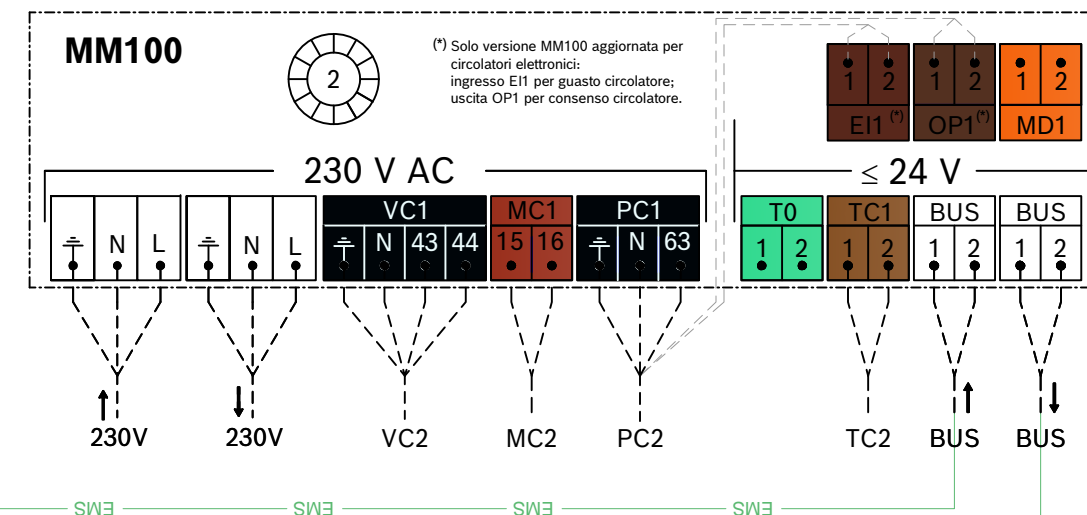 MM100
2
(*) Solo versione MM100 aggiornata per
circolatori elettronici:
ingresso EI1 per guasto circolatore;
uscita OP1 per consenso circolatore.
1 2 1 2 1 2
EI1 (*) OP1 (*) MD1
230 V AC ≤ 24 V
VC1 MC1 PC1 T0 TC1 BUS BUS
N L N L N 43 44 15 16 N 63 1 2 1 2 1 2 1 2
230V 230V VC2 MC2 PC2 TC2 BUS BUS
EMS EMS EMS EMS